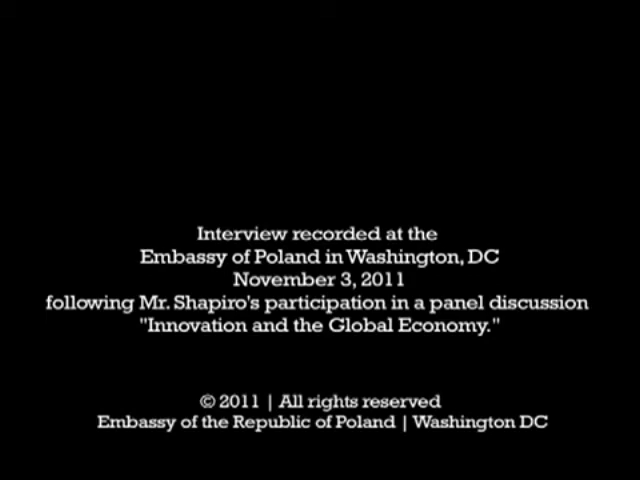 Interview recorded at the
Embassy of Poland in Washington, DC
November 3, 2011
following Mr. Shapiro's participation in a panel discussion
"Innovation and the Global Economy."
© 2011 | All rights reserved
Embassy of the Republic of Poland | Washington DC